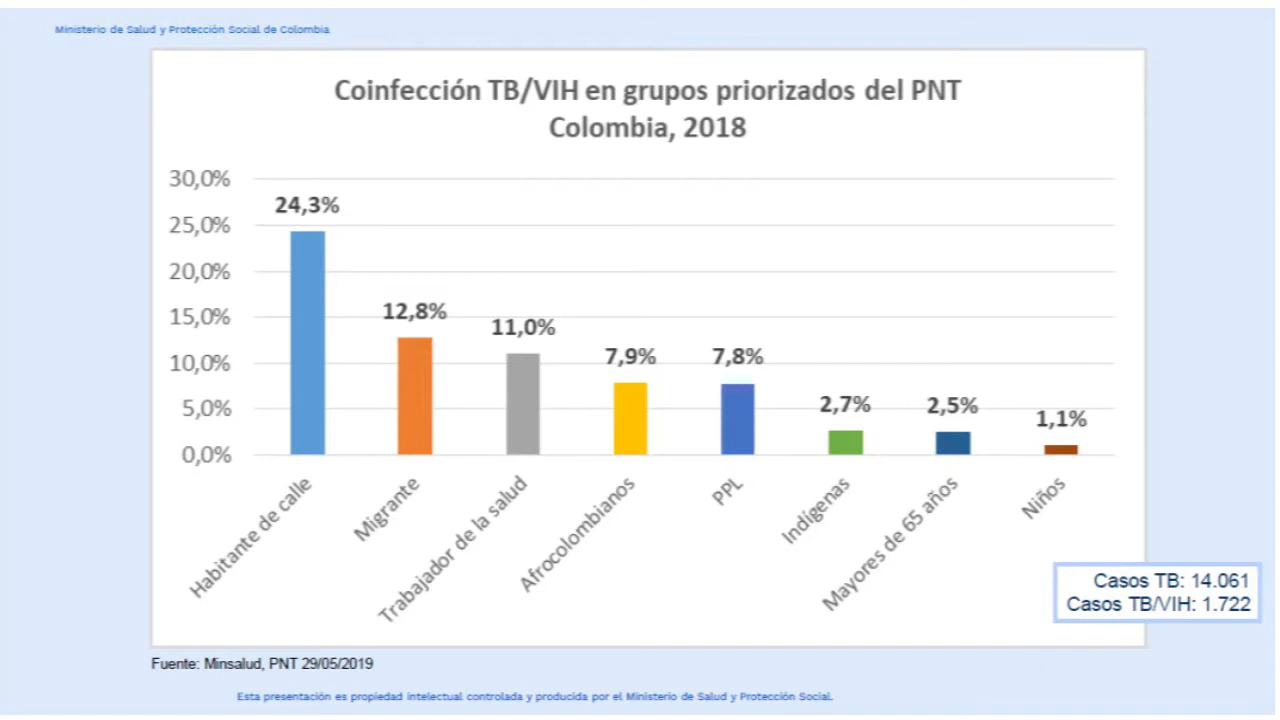 Ministerio de Salud y Protección Social de Colombia
Coinfección TB/VIH en grupos priorizados del PNT
Colombia, 2018
30,0%
25,0%
20,0%
15,0%
10,0%
5,0%
0,0%
24,3%
12,8%
11,0%
7,9%
7,8%
2,7%
2,5%
1,1%
Habitante de calle
Migrante
Trabajador de la salud
Afrocolombianos
PPL
Indígenas
Mayores de 65 años
Niños
Casos TB: 14.061
Casos TB/VIH: 1.722
Fuente: Minsalud, PNT 29/05/2019
Esta presentación es propiedad intelectual controlada y producida por el Ministerio de Salud y Protección Social.